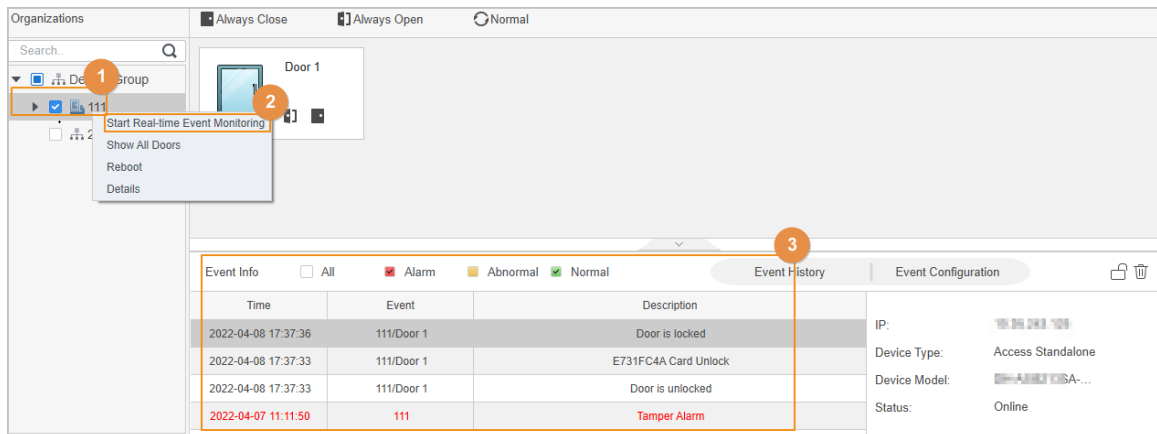 Organizations
Always Close Always Open Normal
Search..
Door 1
1
Group
111
2
Start Real-time Event Monitoring
Show All Doors
Reboot
Details
3
Event Info All Alarm Abnormal Normal Event History Event Configuration
Time Event Description
2022-04-08 17:37:36 111/Door 1 Door is locked
2022-04-08 17:37:33 111/Door 1 E731FC4A Card Unlock
2022-04-08 17:37:33 111/Door 1 Door is unlocked
2022-04-07 11:11:50 111 Tamper Alarm
IP:
Device Type: Access Standalone
Device Model: SA-...
Status: Online